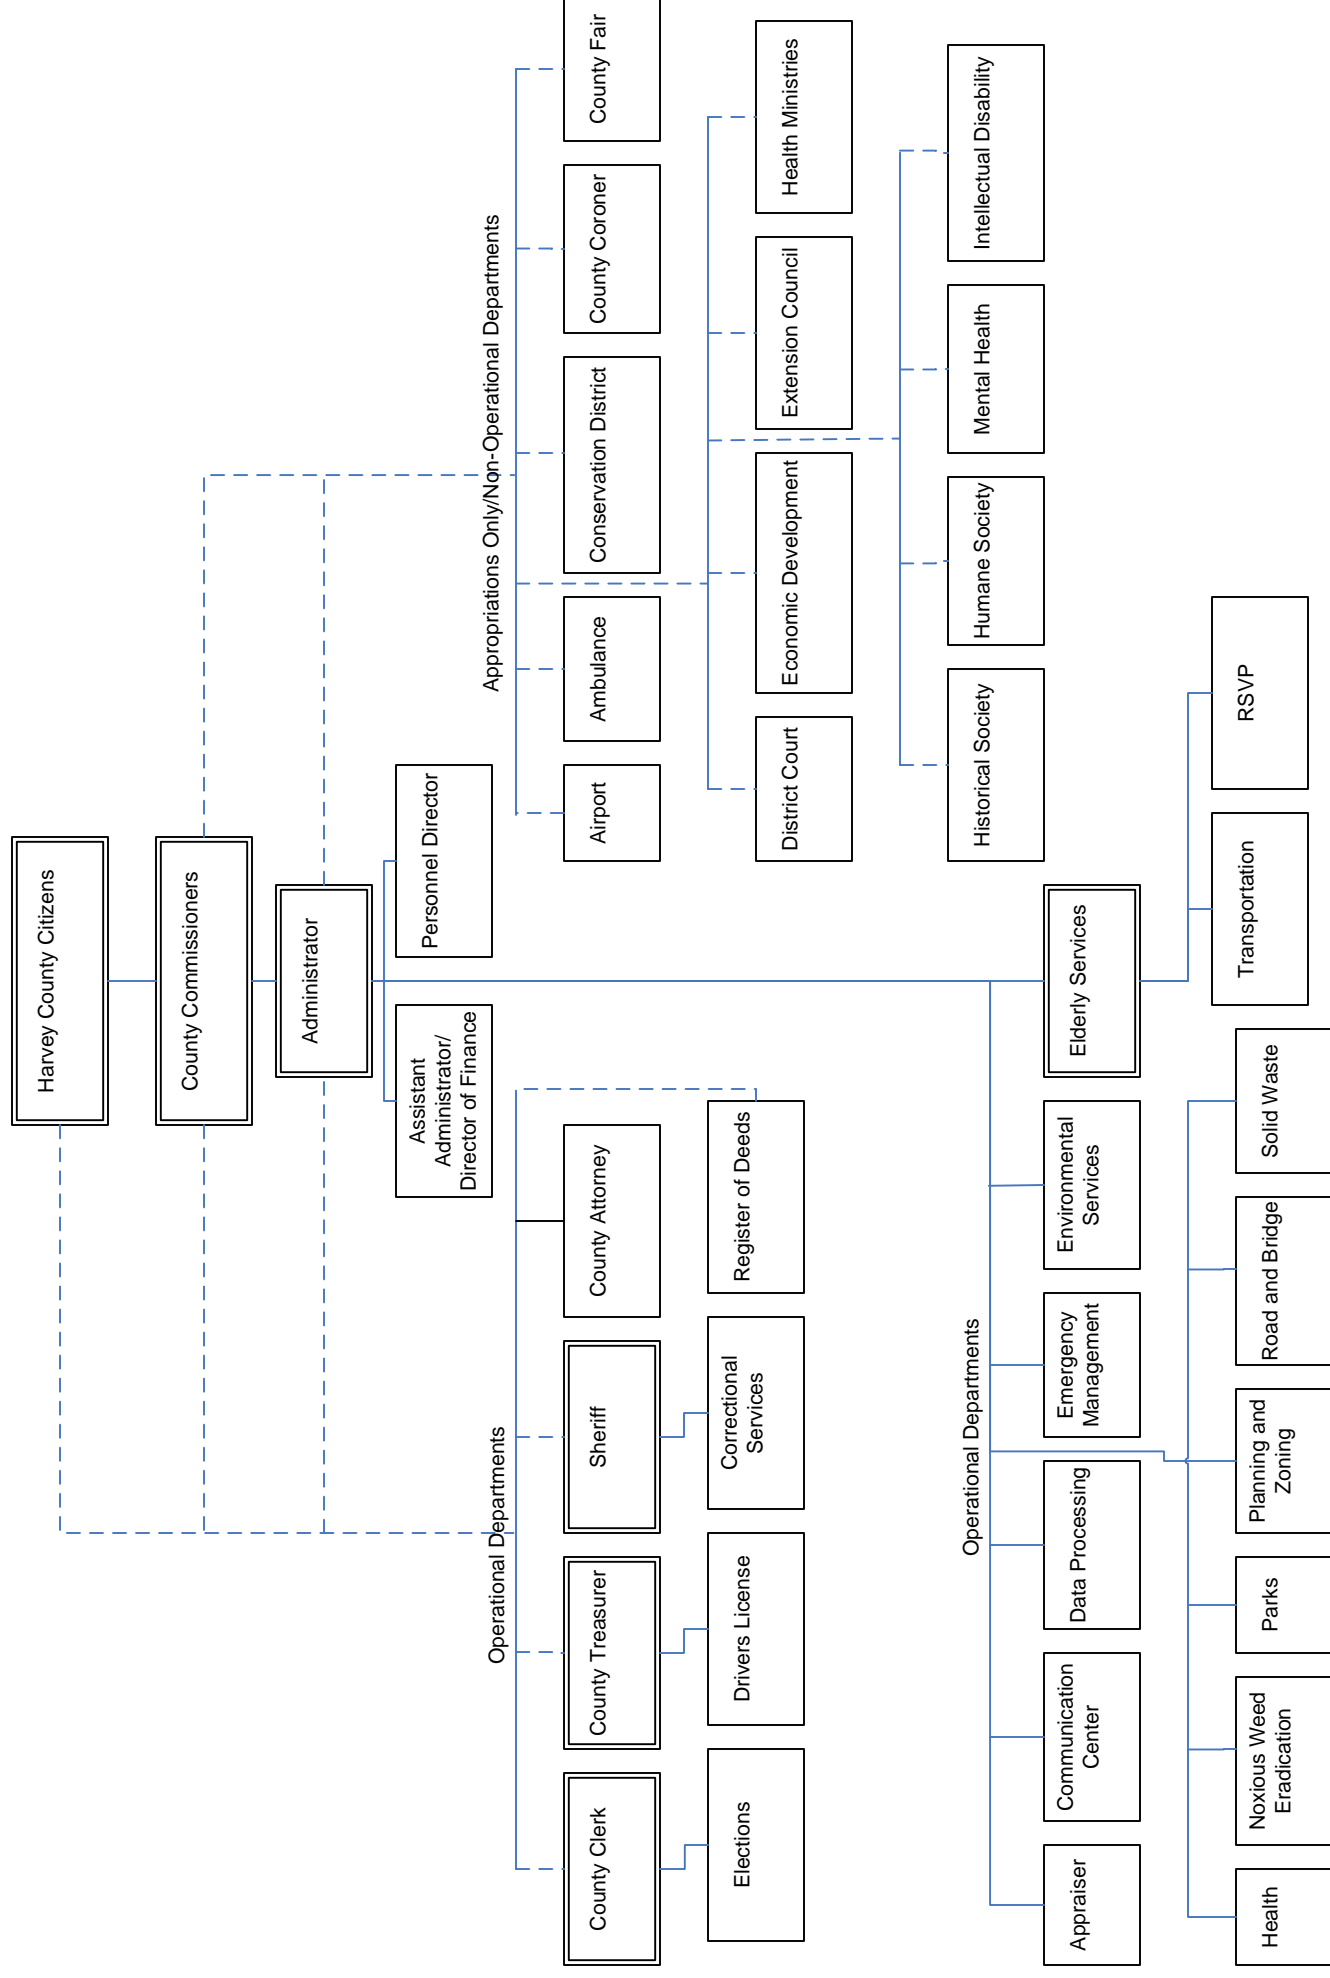 Harvey County Citizens
County Commissioners
Administrator
Assistant
Administrator/
Director of Finance
Personnel Director
Operational Departments
County Clerk
County Treasurer
Sheriff
County Attorney
Elections
Drivers License
Correctional
Services
Register of Deeds
Appropriations Only/Non-Operational Departments
Airport
Ambulance
Conservation District
County Coroner
County Fair
District Court
Economic Development
Extension Council
Health Ministries
Historical Society
Humane Society
Mental Health
Intellectual Disability
Operational Departments
Appraiser
Communication
Center
Data Processing
Emergency
Management
Environmental
Services
Elderly Services
Health
Noxious Weed
Eradication
Parks
Planning and
Zoning
Road and Bridge
Solid Waste
Transportation
RSVP